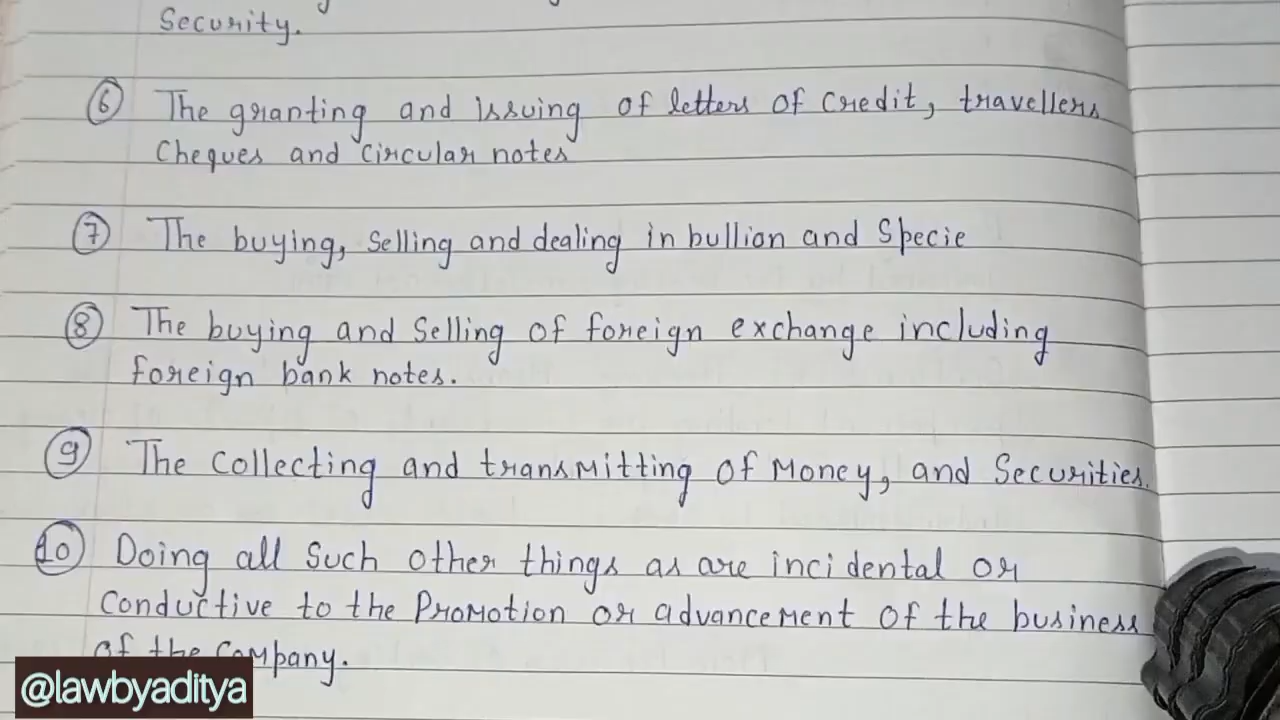 Security.
⑥ The granting and issuing of letters of credit, travellers
Cheques and circular notes
⑦ The buying, selling and dealing in bullion and Specie
⑧ The buying and Selling of foreign exchange including
foreign bank notes.
⑨ The Collecting and transmitting of Money, and Securities.
⑩ Doing all Such other things as are incidental or
Conductive to the Promotion or advancement of the business
of the Company.
@lawbyaditya